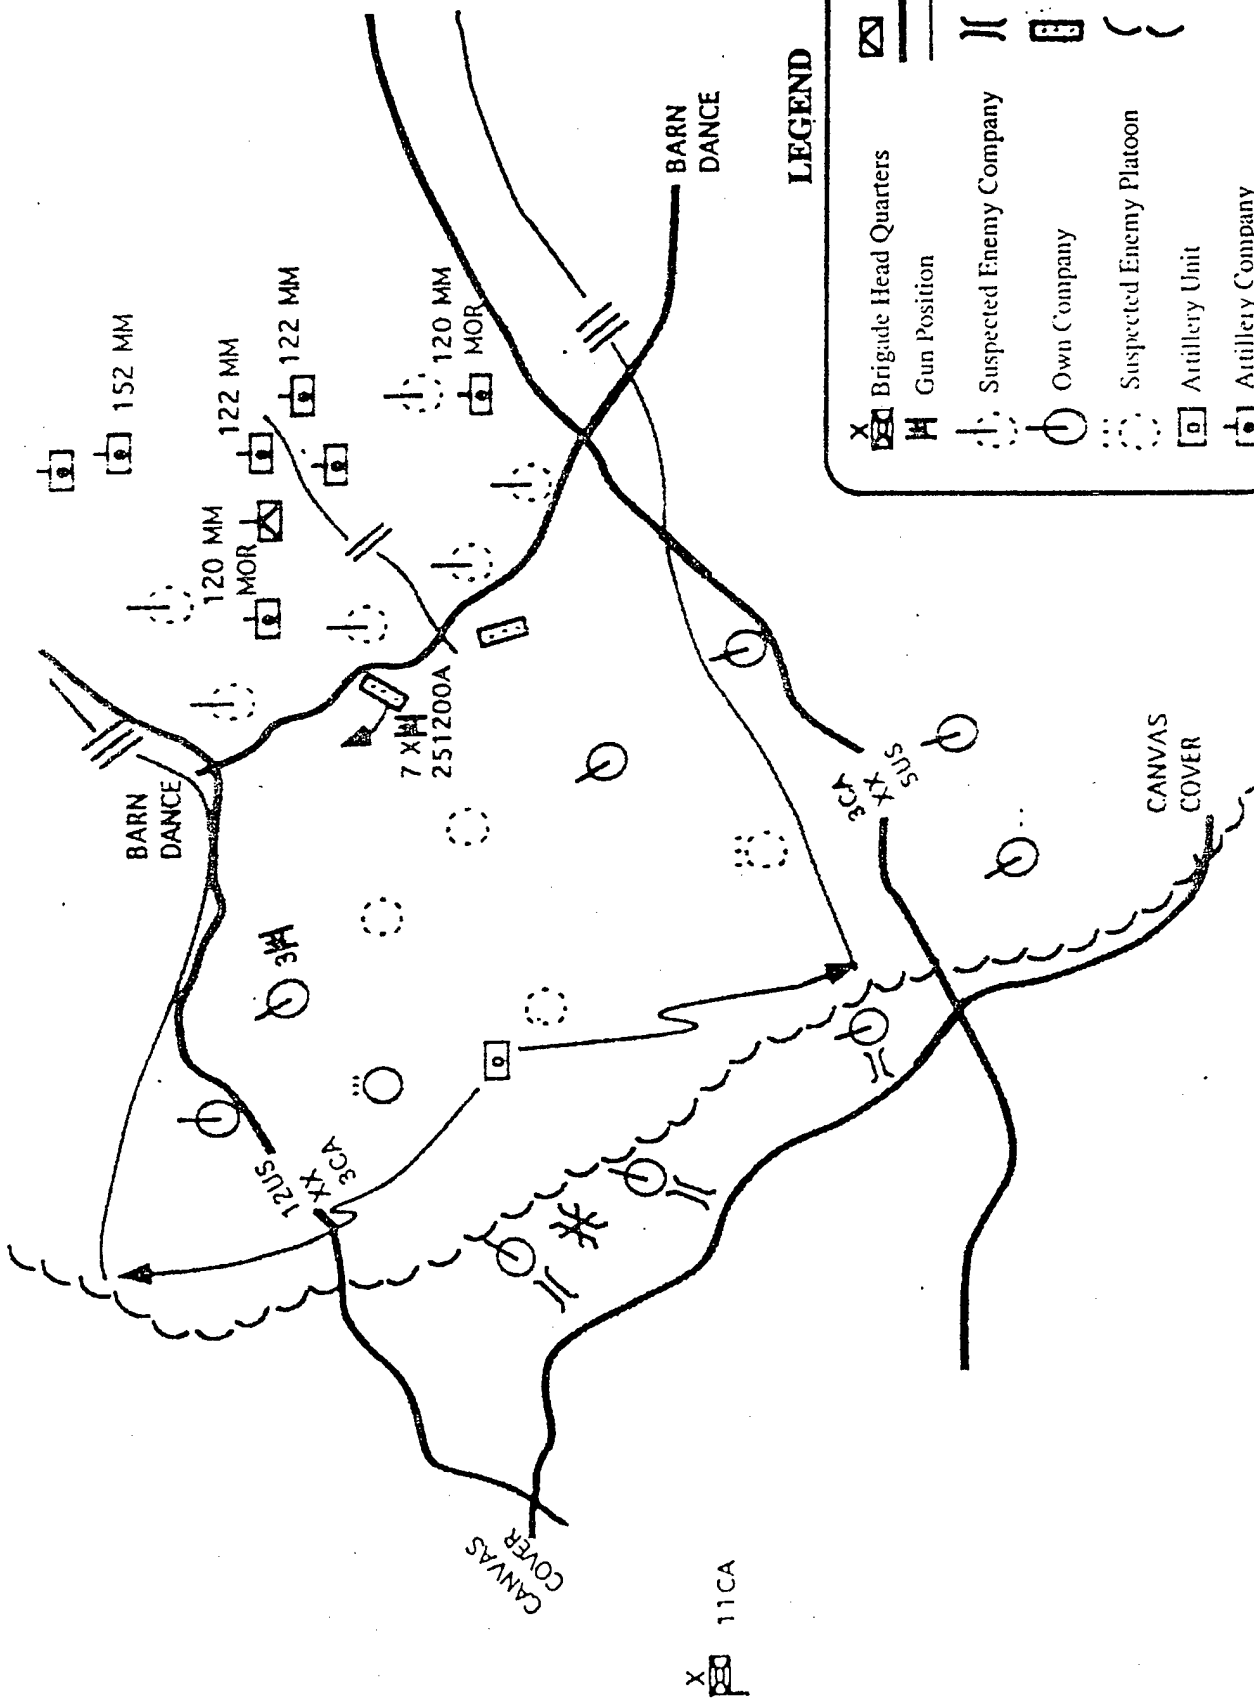 152 MM
122 MM
122 MM
120 MM
MOR
120 MM
MOR
BARN
DANCE
7 X
251200A
BARN
DANCE
3
12US
XX
3CA
3CA
XX
5US
CANVAS
COVER
CANVAS
COVER
X
11CA
LEGEND
X
Brigade Head Quarters
Gun Position
Suspected Enemy Company
Own Company
Suspected Enemy Platoon
Artillery Unit
Artillery Company